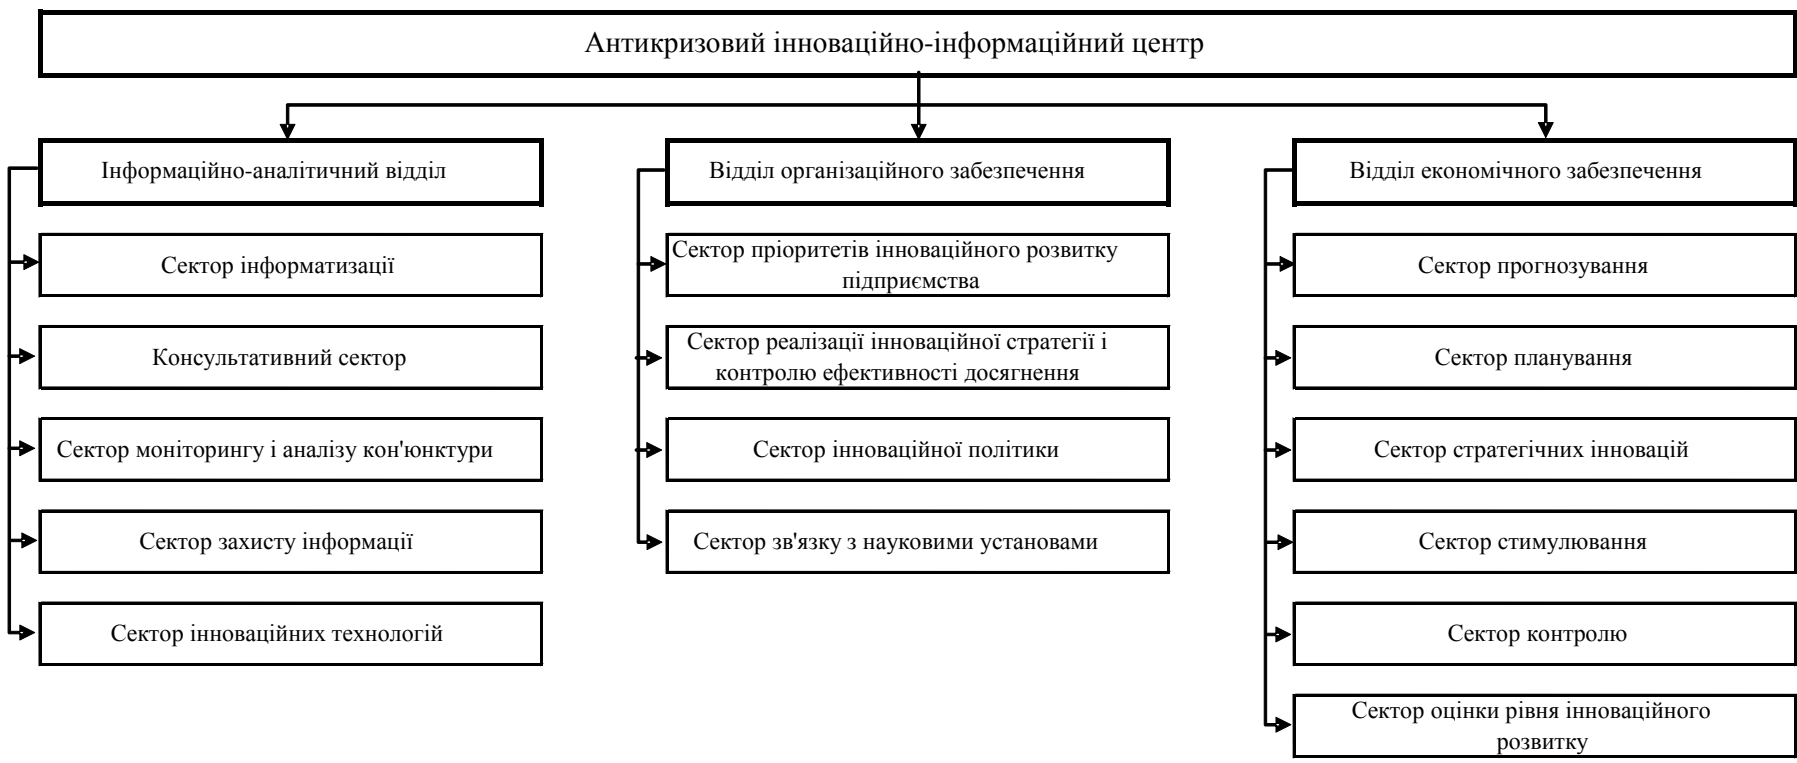 Антикризовий інноваційно-інформаційний центр
Інформаційно-аналітичний відділ
Сектор інформатизації
Консультативний сектор
Сектор моніторингу і аналізу кон'юнктури
Сектор захисту інформації
Сектор інноваційних технологій
Відділ організаційного забезпечення
Сектор пріоритетів інноваційного розвитку
підприємства
Сектор реалізації інноваційної стратегії і
контролю ефективності досягнення
Сектор інноваційної політики
Сектор зв'язку з науковими установами
Відділ економічного забезпечення
Сектор прогнозування
Сектор планування
Сектор стратегічних інновацій
Сектор стимулювання
Сектор контролю
Сектор оцінки рівня інноваційного
розвитку